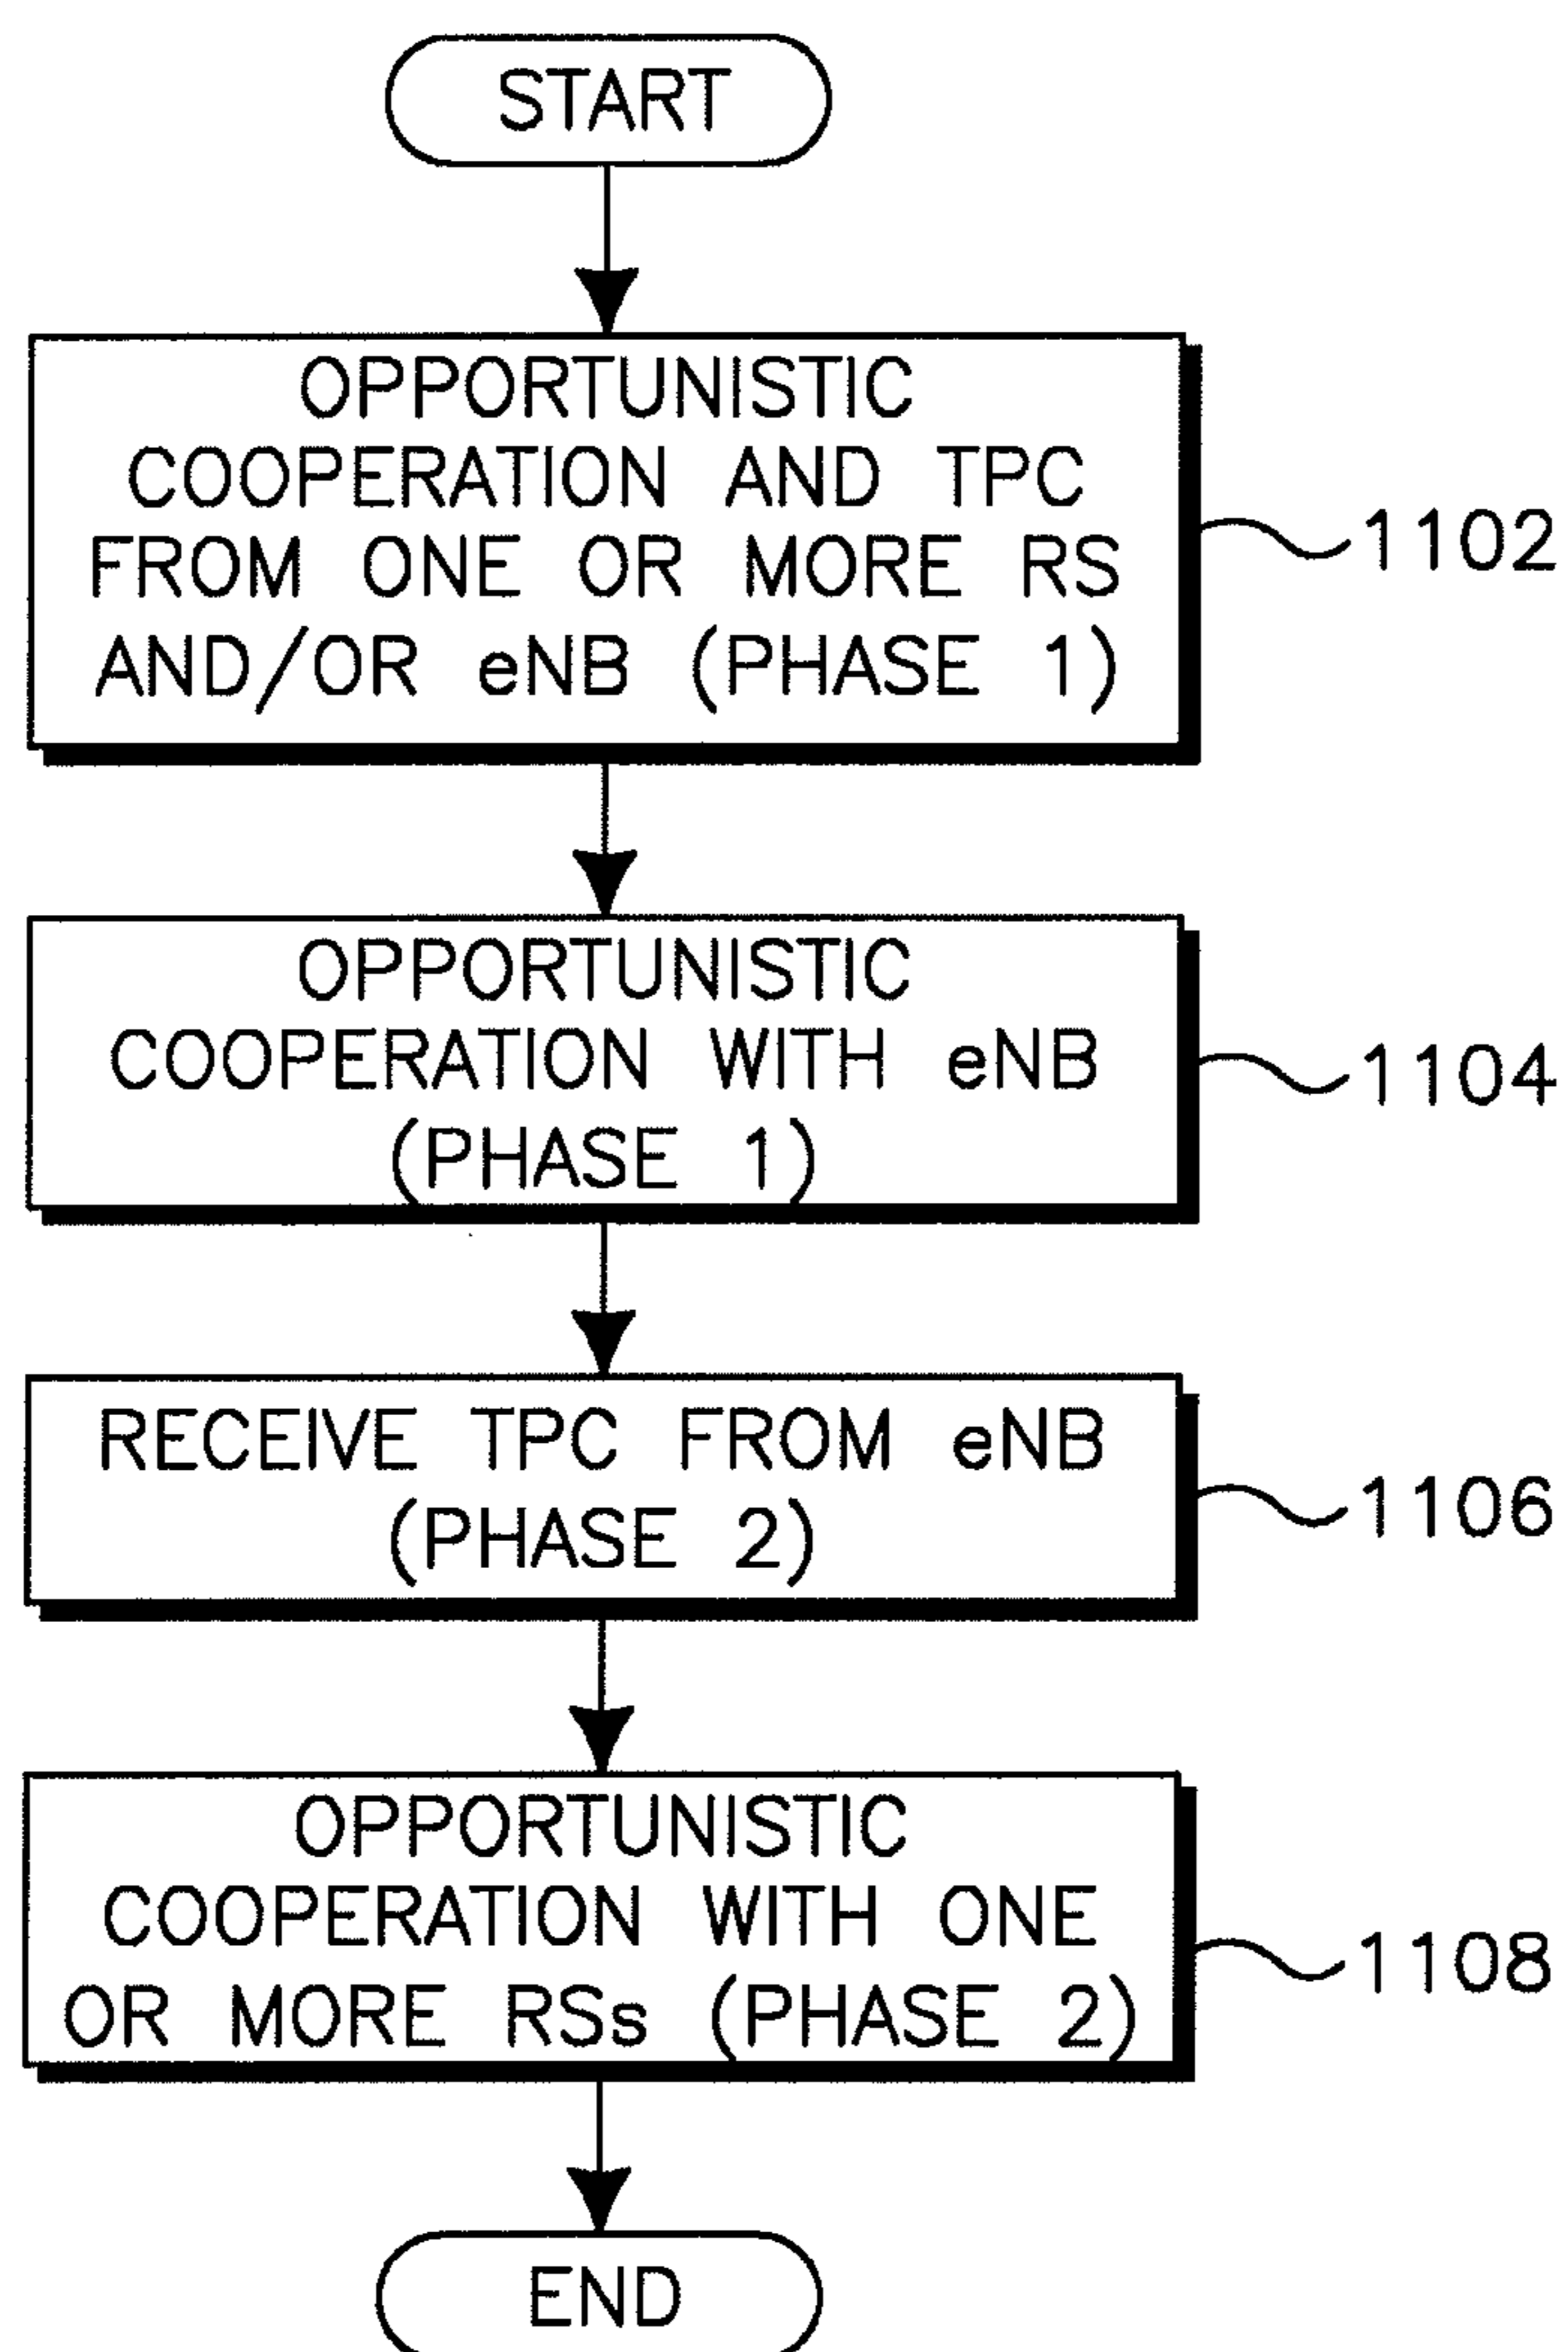 START
OPPORTUNISTIC
COOPERATION AND TPC
FROM ONE OR MORE RS
AND/OR eNB (PHASE 1)
1102
OPPORTUNISTIC
COOPERATION WITH eNB
(PHASE 1)
1104
RECEIVE TPC FROM eNB
(PHASE 2)
1106
OPPORTUNISTIC
COOPERATION WITH ONE
OR MORE RSs (PHASE 2)
1108
END